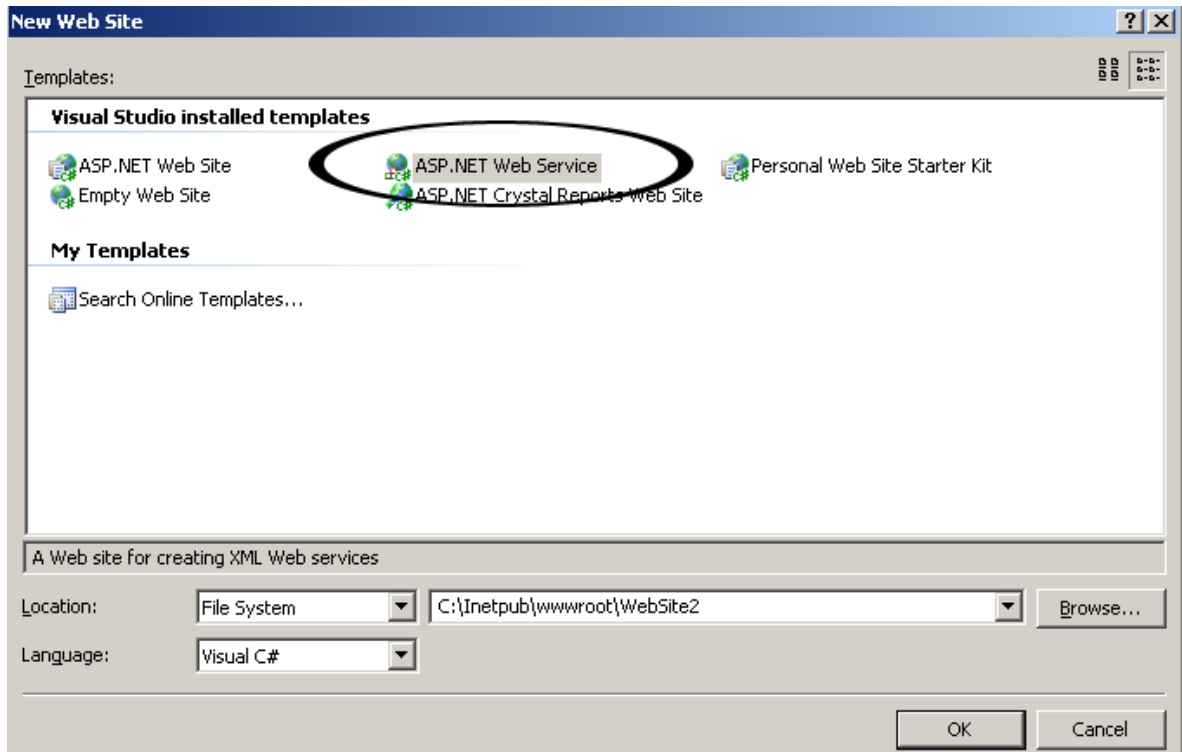 New Web Site
Templates:
Visual Studio installed templates
ASP.NET Web Site ASP.NET Web Service Personal Web Site Starter Kit
Empty Web Site ASP.NET Crystal Reports Web Site
My Templates
Search Online Templates...
A Web site for creating XML Web services
Location: File System C:\Inetpub\wwwroot\WebSite2 Browse...
Language: Visual C#
OK Cancel